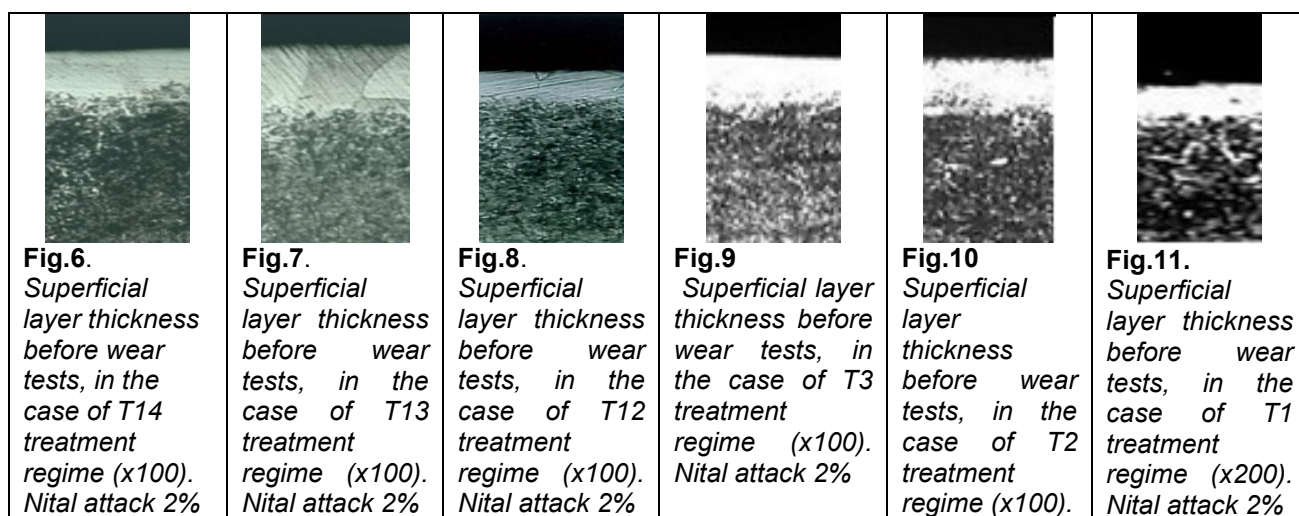 Fig.6.
Superficial
layer thickness
before wear
tests, in the
case of T14
treatment
regime (x100).
Nital attack 2%
Fig.7.
Superficial
layer thickness
before wear
tests, in the
case of T13
treatment
regime (x100).
Nital attack 2%
Fig.8.
Superficial
layer thickness
before wear
tests, in the
case of T12
treatment
regime (x100).
Nital attack 2%
Fig.9
Superficial layer
thickness before
wear tests, in
the case of T3
treatment
regime (x100).
Nital attack 2%
Fig.10
Superficial
layer
thickness
before wear
tests, in the
case of T2
treatment
regime (x100).
Fig.11.
Superficial
layer thickness
before wear
tests, in the
case of T1
treatment
regime (x200).
Nital attack 2%